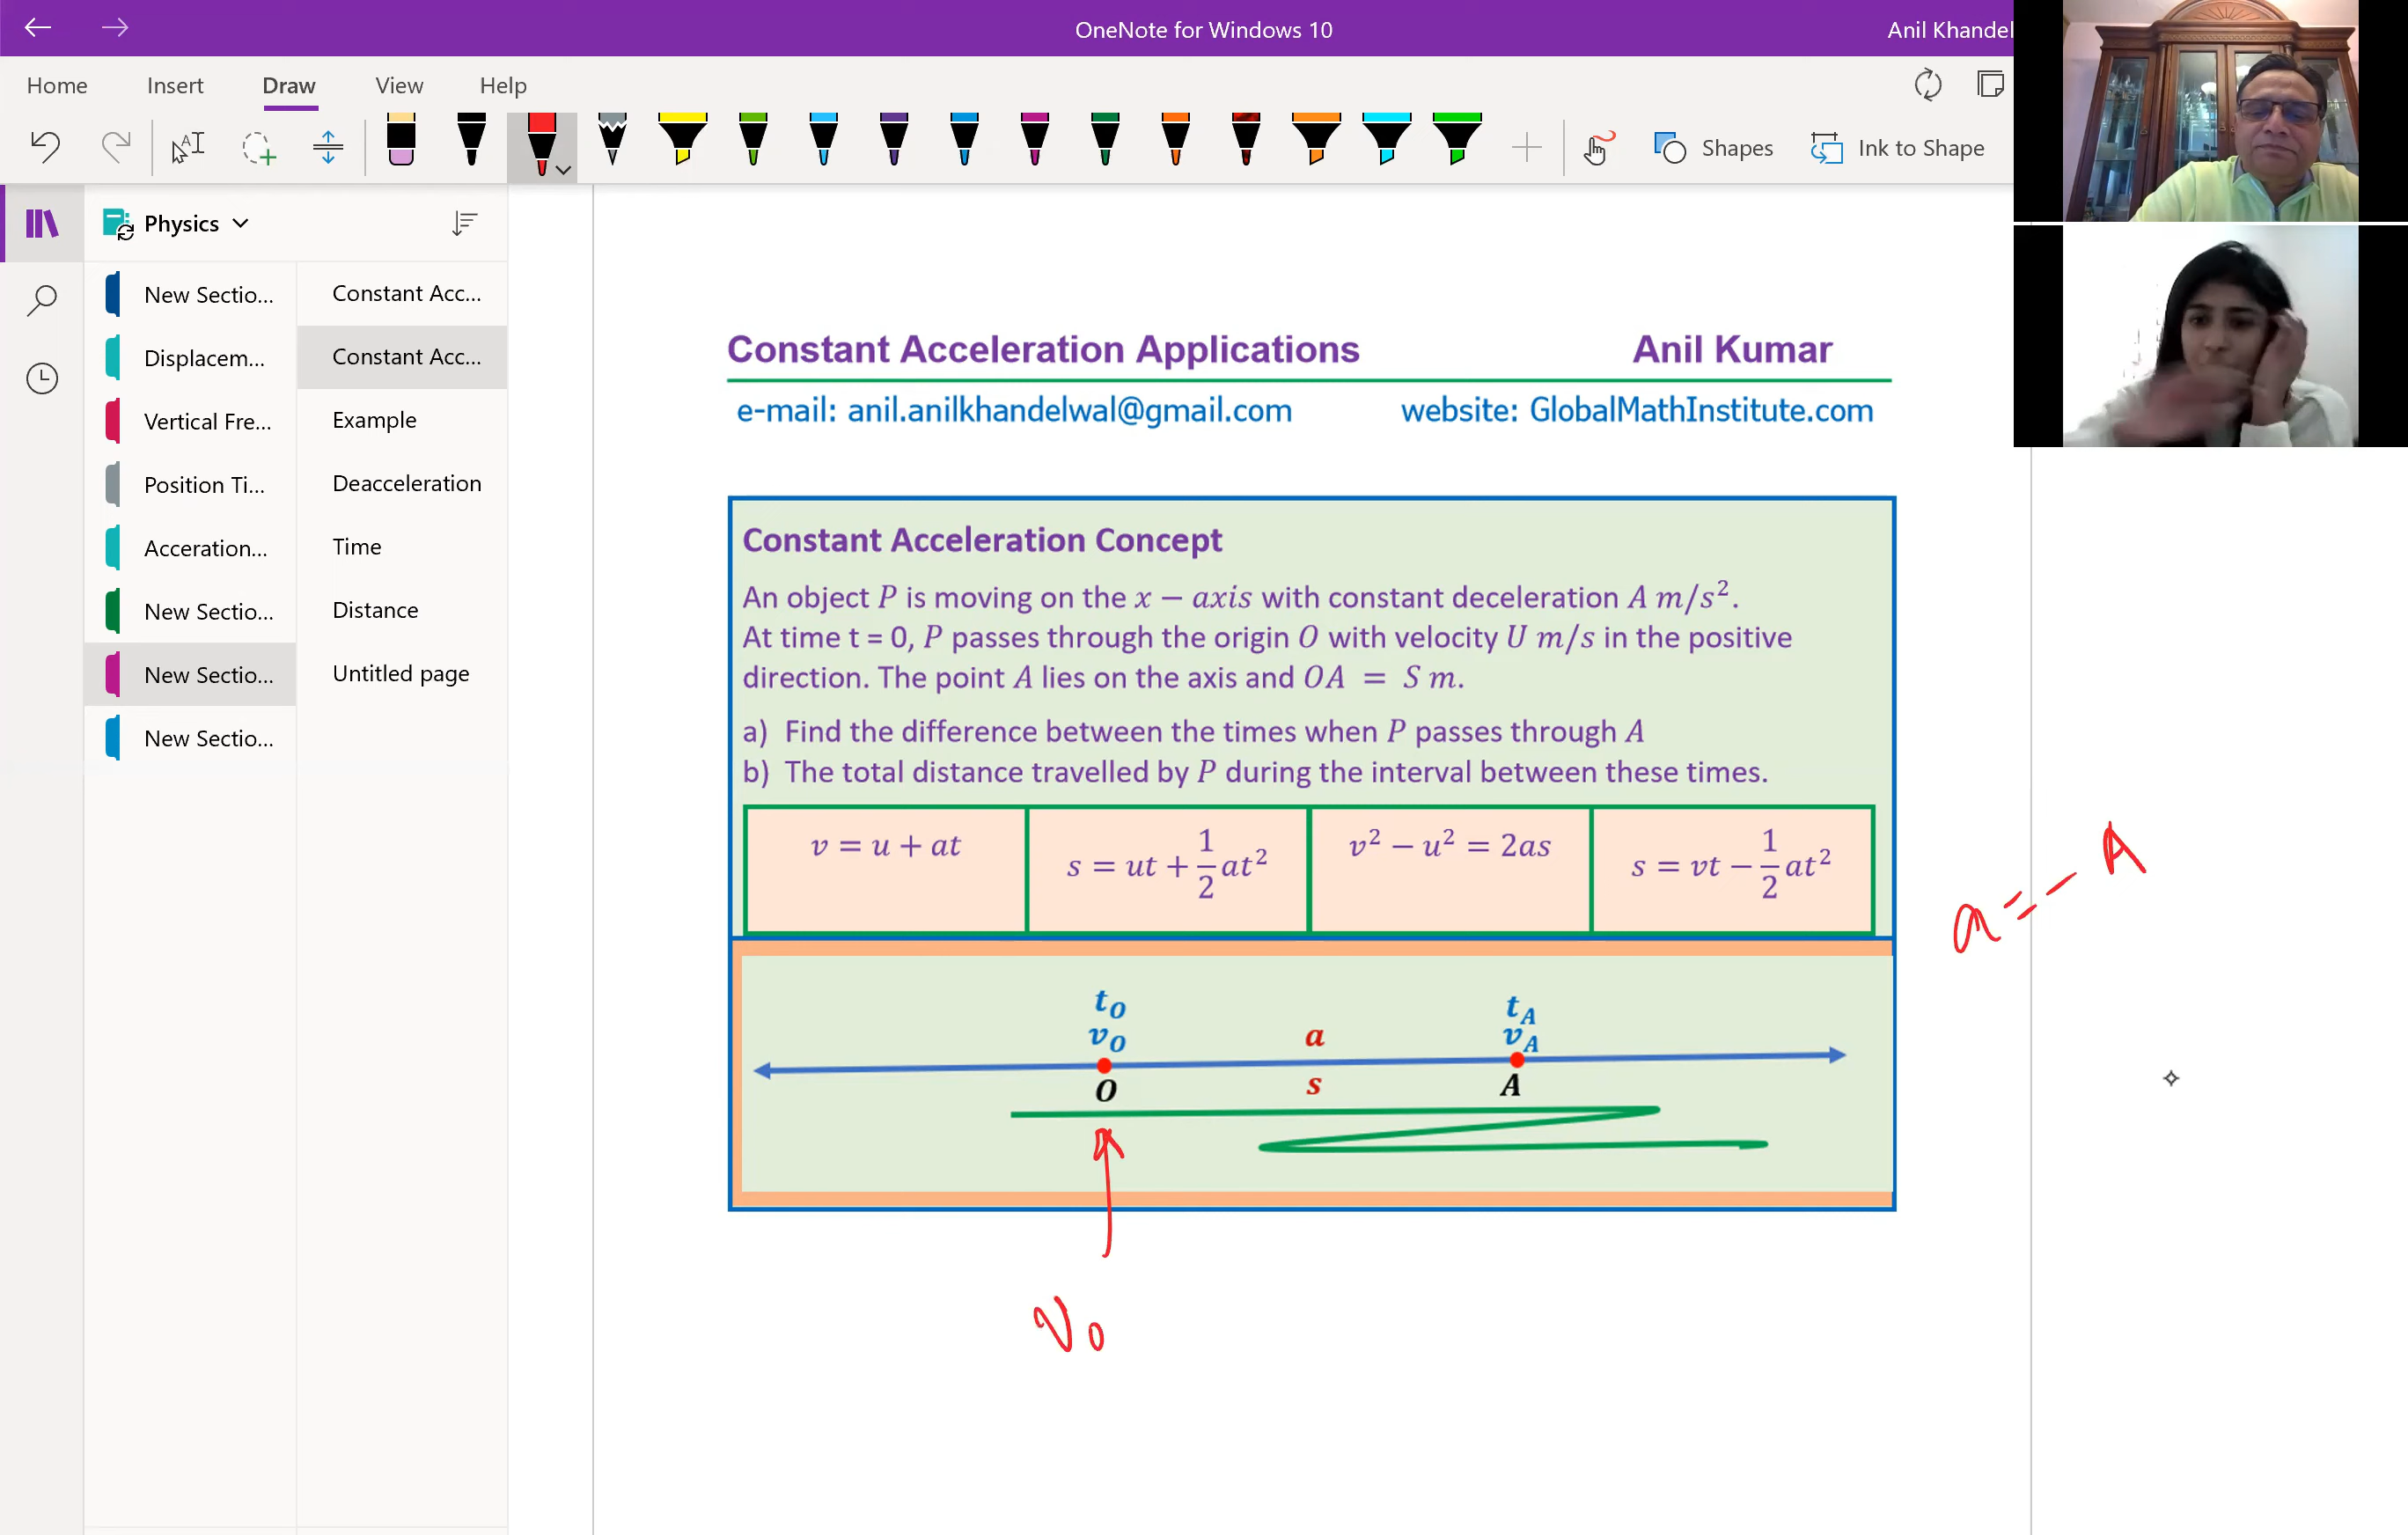 OneNote for Windows 10
Anil Khandel
Home Insert Draw View Help
Shapes Ink to Shape
Physics
New Sectio...
Displacem...
Vertical Fre...
Position Ti...
Acceration...
New Sectio...
New Sectio...
New Sectio...
Constant Acc...
Constant Acc...
Example
Deacceleration
Time
Distance
Untitled page
Constant Acceleration Applications Anil Kumar
e-mail: anil.anilkhandelwal@gmail.com website: GlobalMathInstitute.com
Constant Acceleration Concept
An object P is moving on the x − axis with constant deceleration A m/s².
At time t = 0, P passes through the origin O with velocity U m/s in the positive
direction. The point A lies on the axis and OA = S m.
a) Find the difference between the times when P passes through A
b) The total distance travelled by P during the interval between these times.
v = u + at
s = ut + 1/2 at²
v² − u² = 2as
s = vt − 1/2 at²
a = − A
t_O
v_O
a
t_A
v_A
O
s
A
V_0